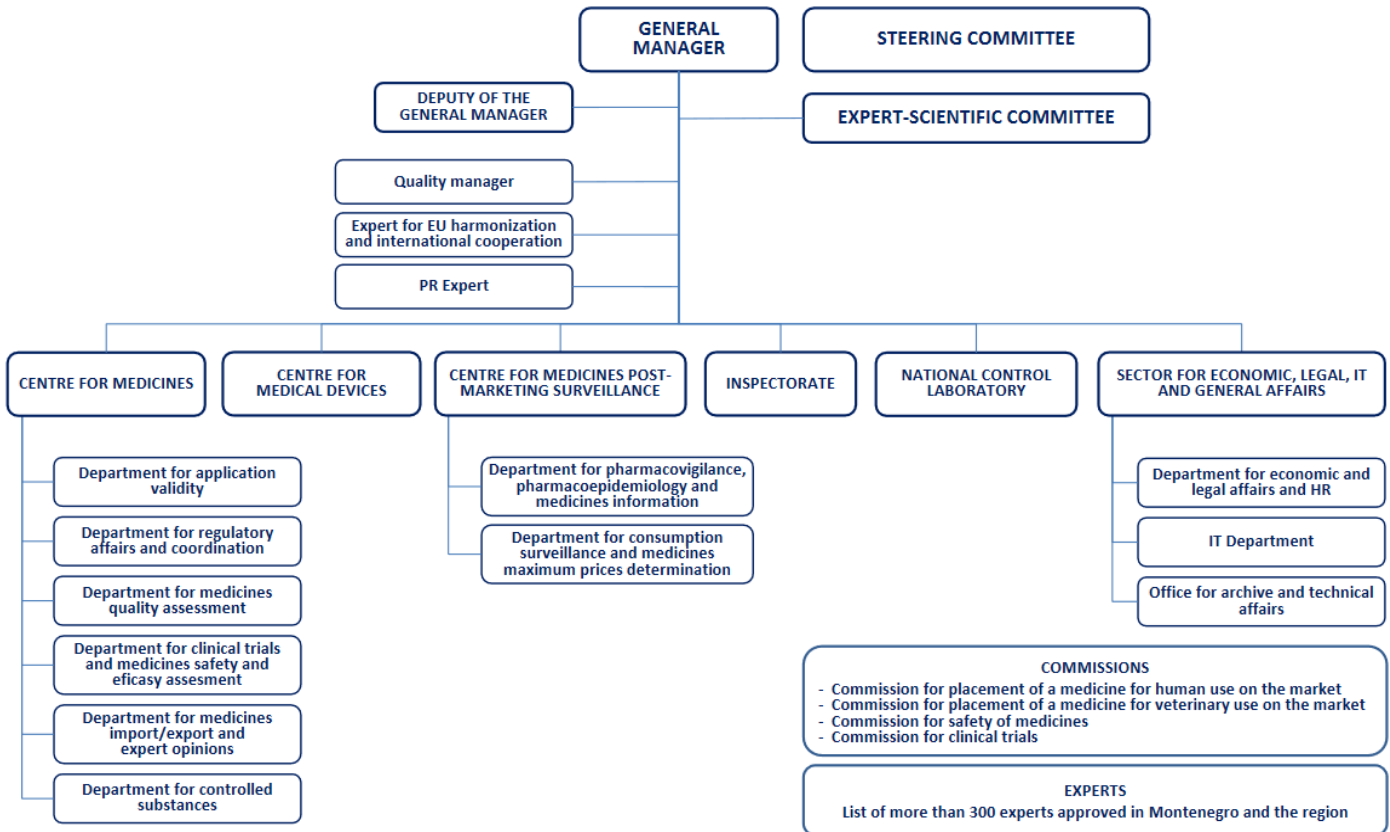 GENERAL
MANAGER
STEERING COMMITTEE
DEPUTY OF THE
GENERAL MANAGER
EXPERT-SCIENTIFIC COMMITTEE
Quality manager
Expert for EU harmonization
and international cooperation
PR Expert
CENTRE FOR MEDICINES
CENTRE FOR
MEDICAL DEVICES
CENTRE FOR MEDICINES POST-
MARKETING SURVEILLANCE
INSPECTORATE
NATIONAL CONTROL
LABORATORY
SECTOR FOR ECONOMIC, LEGAL, IT
AND GENERAL AFFAIRS
Department for application
validity
Department for regulatory
affairs and coordination
Department for medicines
quality assessment
Department for clinical trials
and medicines safety and
eficasy assesment
Department for medicines
import/export and
expert opinions
Department for controlled
substances
Department for pharmacovigilance,
pharmacoepidemiology and
medicines information
Department for consumption
surveillance and medicines
maximum prices determination
Department for economic and
legal affairs and HR
IT Department
Office for archive and technical
affairs
COMMISSIONS
- Commission for placement of a medicine for human use on the market
- Commission for placement of a medicine for veterinary use on the market
- Commission for safety of medicines
- Commission for clinical trials
EXPERTS
List of more than 300 experts approved in Montenegro and the region